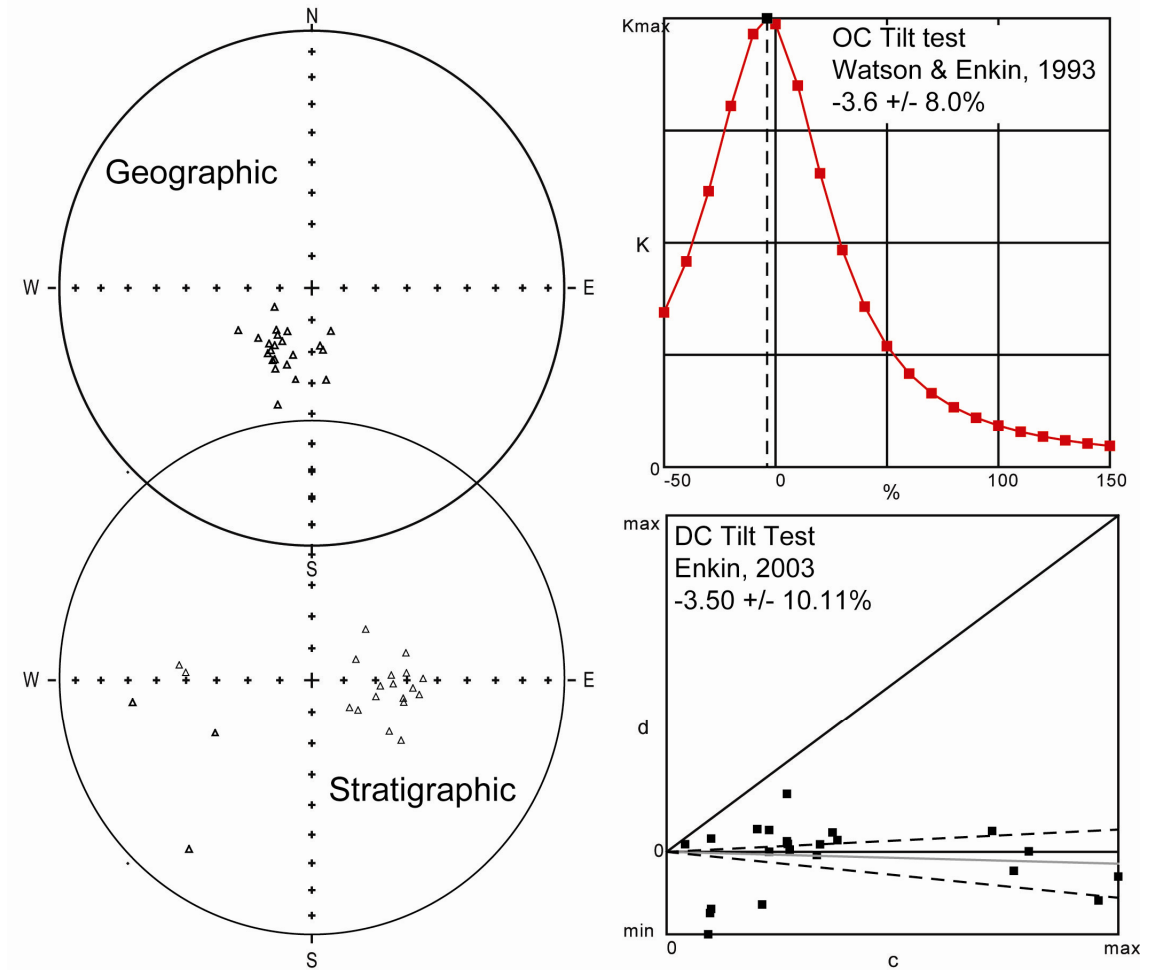 N
Geographic
W
E
S
W
E
Stratigraphic
S
Kmax
OC Tilt test
Watson & Enkin, 1993
-3.6 +/- 8.0%
K
0
-50
0
100
150
%
max
DC Tilt Test
Enkin, 2003
-3.50 +/- 10.11%
d
0
min
0
c
max